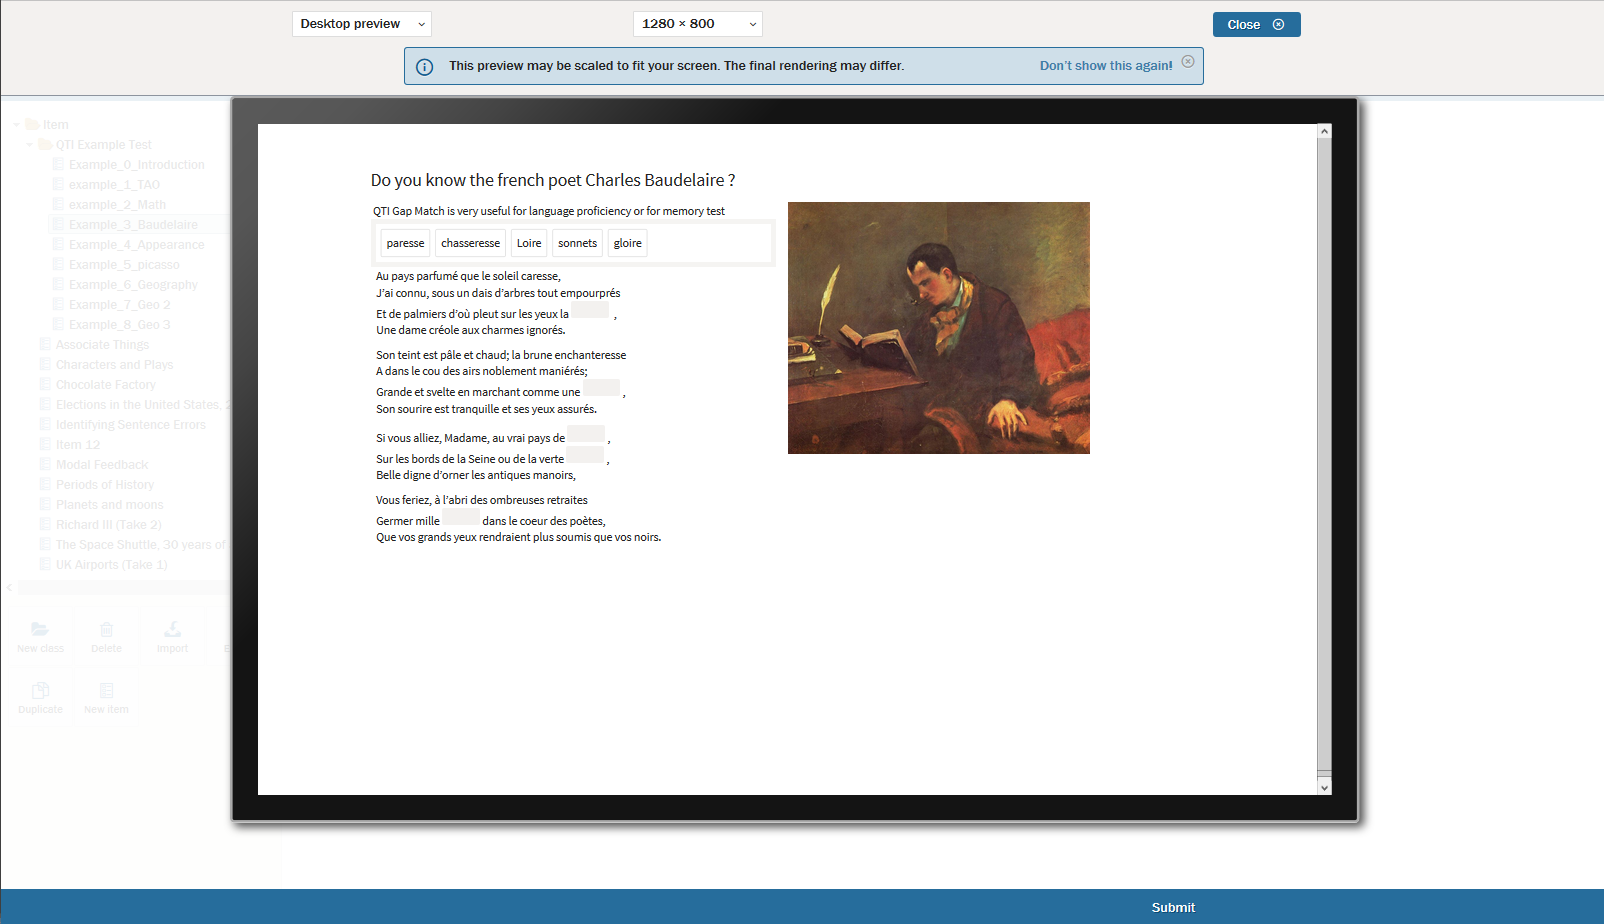 Desktop preview
1280 × 800
Close
This preview may be scaled to fit your screen. The final rendering may differ.
Don't show this again!
Item
QTI Example Test
Example_0_Introduction
example_1_TAO
example_2_Math
Example_3_Baudelaire
Example_4_Appearance
Example_5_picasso
Example_6_Geography
Example_7_Geo 2
Example_8_Geo 3
Associate Things
Characters and Plays
Chocolate Factory
Elections in the United States, 2
Identifying Sentence Errors
Item 12
Modal Feedback
Periods of History
Planets and moons
Richard III (Take 2)
The Space Shuttle, 30 years of
UK Airports (Take 1)
New class
Delete
Import
E
Duplicate
New item
Do you know the french poet Charles Baudelaire ?
QTI Gap Match is very useful for language proficiency or for memory test
paresse chasseresse Loire sonnets gloire
Au pays parfumé que le soleil caresse,
J'ai connu, sous un dais d'arbres tout empourprés
Et de palmiers d'où pleut sur les yeux la ,
Une dame créole aux charmes ignorés.
Son teint est pâle et chaud; la brune enchanteresse
A dans le cou des airs noblement maniérés;
Grande et svelte en marchant comme une ,
Son sourire est tranquille et ses yeux assurés.
Si vous alliez, Madame, au vrai pays de ,
Sur les bords de la Seine ou de la verte ,
Belle digne d'orner les antiques manoirs,
Vous feriez, à l'abri des ombreuses retraites
Germer mille dans le coeur des poètes,
Que vos grands yeux rendraient plus soumis que vos noirs.
Submit